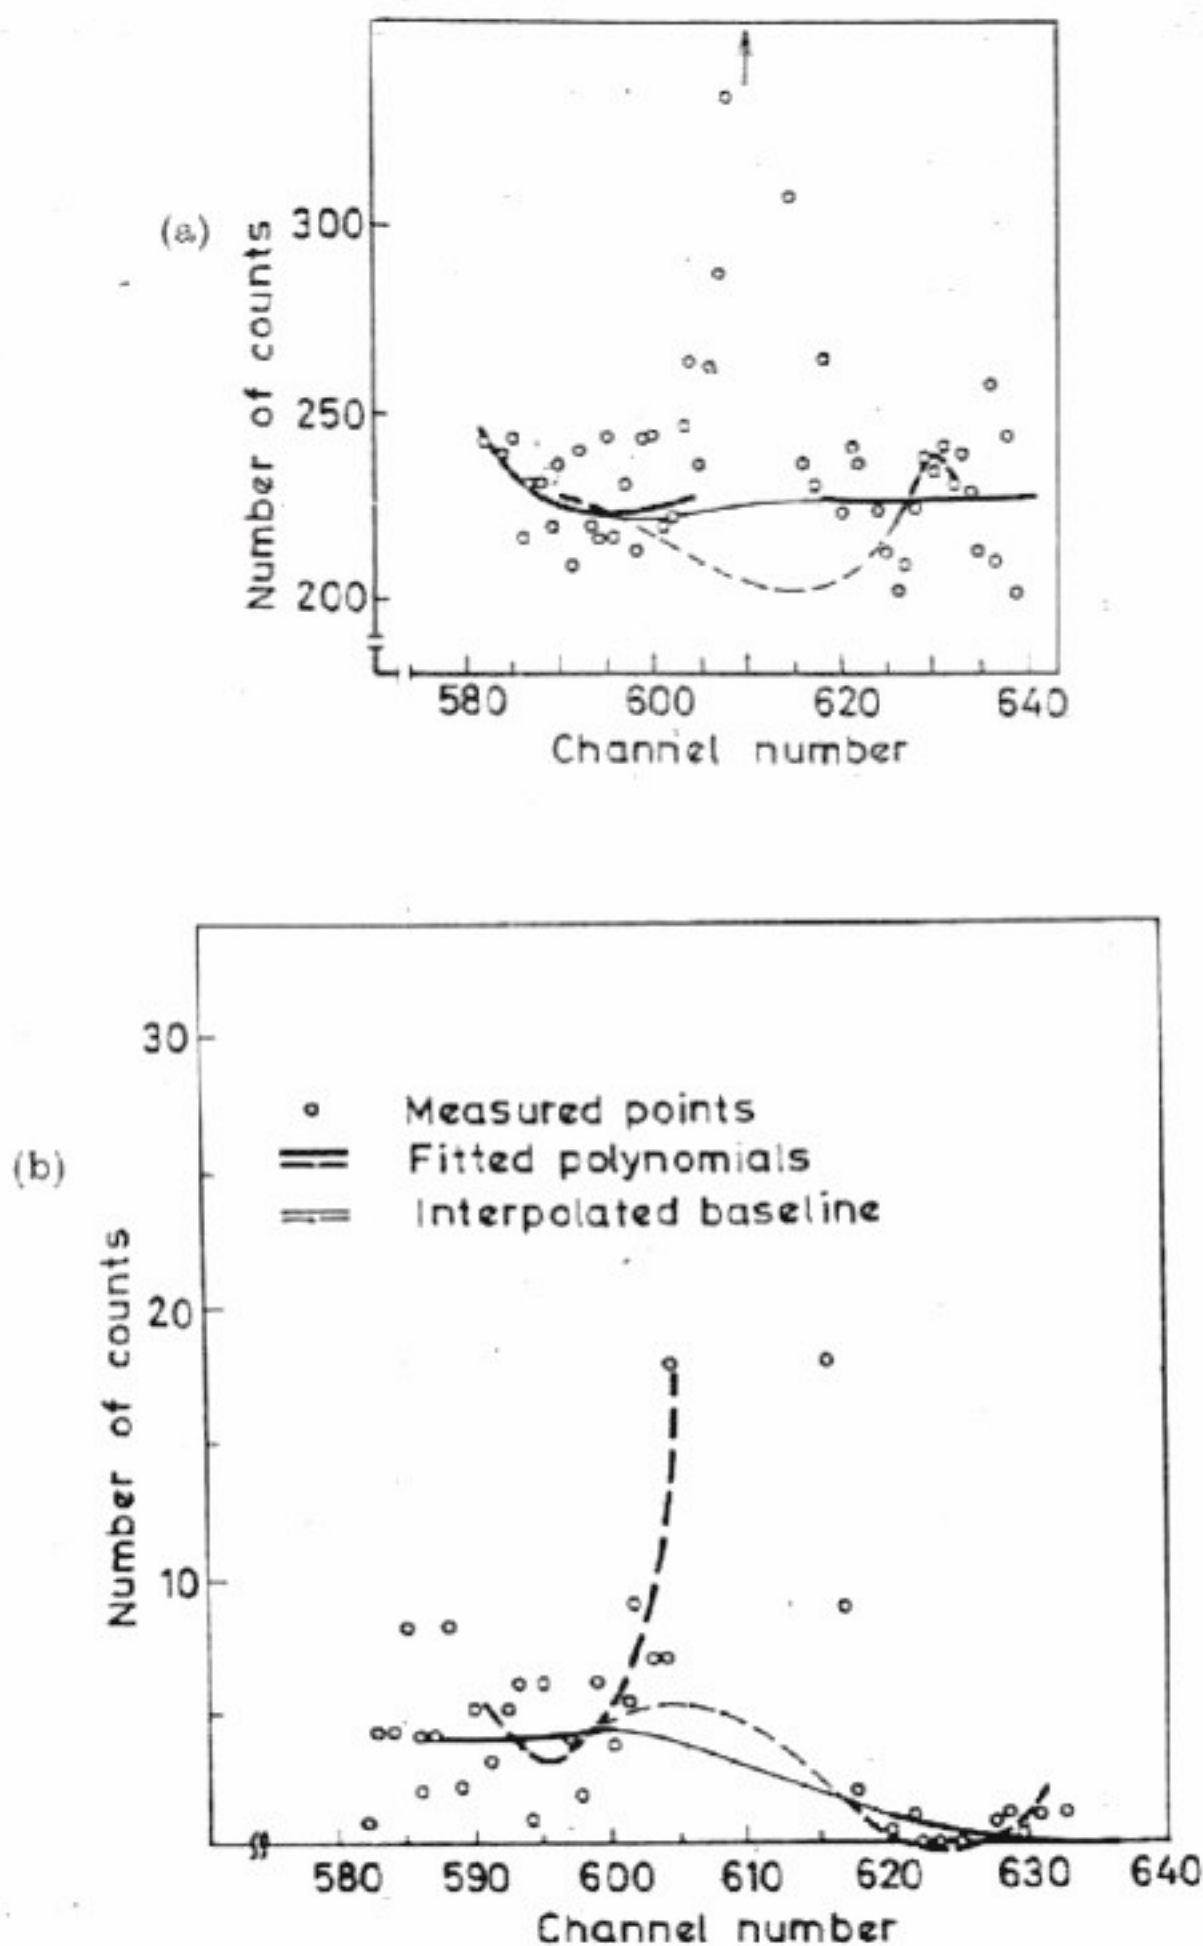 (a)
Number of counts
300
250
200
580 600 620 640
Channel number
(b)
Number of counts
30
20
10
Measured points
Fitted polynomials
Interpolated baseline
580 590 600 610 620 630 640
Channel number